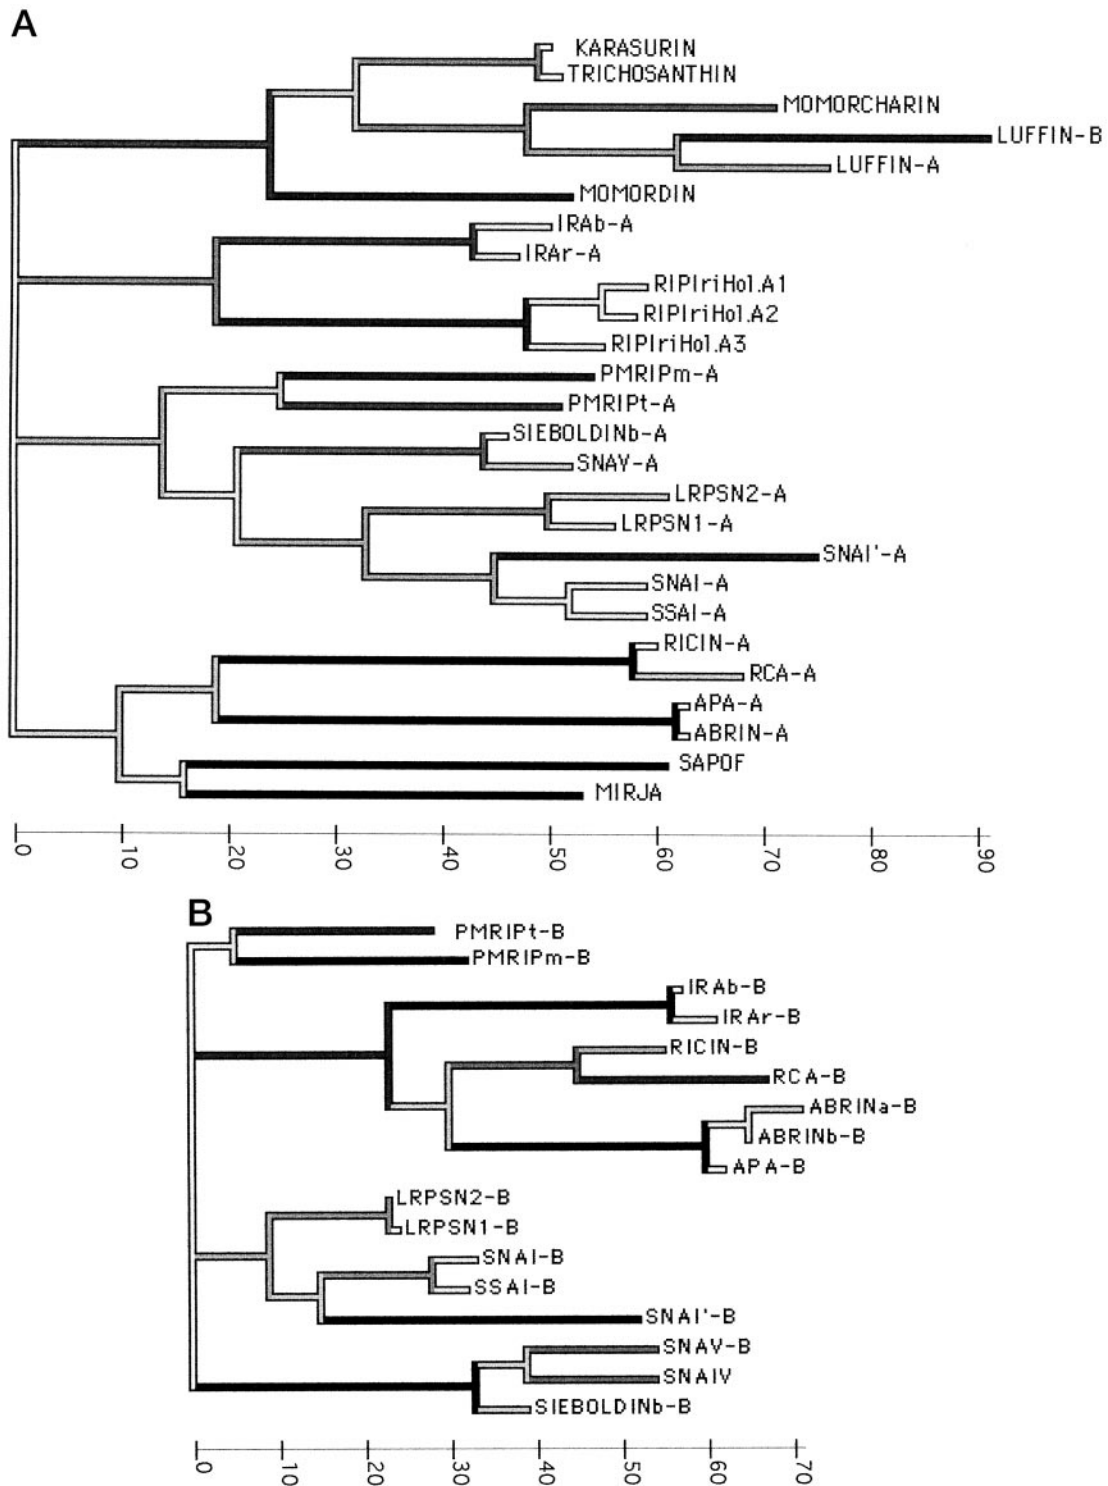 A
KARASURIN
TRICHOSANTHIN
MOMORCHARIN
LUFFIN-B
LUFFIN-A
MOMORDIN
IRAb-A
IRAr-A
RIPIriHol.A1
RIPIriHol.A2
RIPIriHol.A3
PMRIPm-A
PMRIPt-A
SIEBOLDINb-A
SNAV-A
LRPSN2-A
LRPSN1-A
SNAI'-A
SNAI-A
SSAI-A
RICIN-A
RCA-A
APA-A
ABRIN-A
SAPOF
MIRJA
0 10 20 30 40 50 60 70 80 90
B
PMRIPt-B
PMRIPm-B
IRAb-B
IRAr-B
RICIN-B
RCA-B
ABRINa-B
ABRINb-B
APA-B
LRPSN2-B
LRPSN1-B
SNAI-B
SSAI-B
SNAI'-B
SNAV-B
SNAIV
SIEBOLDINb-B
0 10 20 30 40 50 60 70